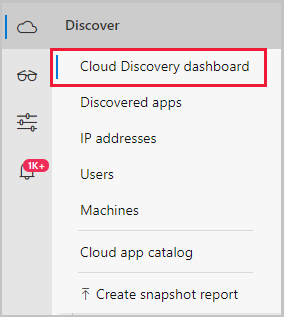 Discover
Cloud Discovery dashboard
Discovered apps
IP addresses
1K+
Users
Machines
Cloud app catalog
Create snapshot report